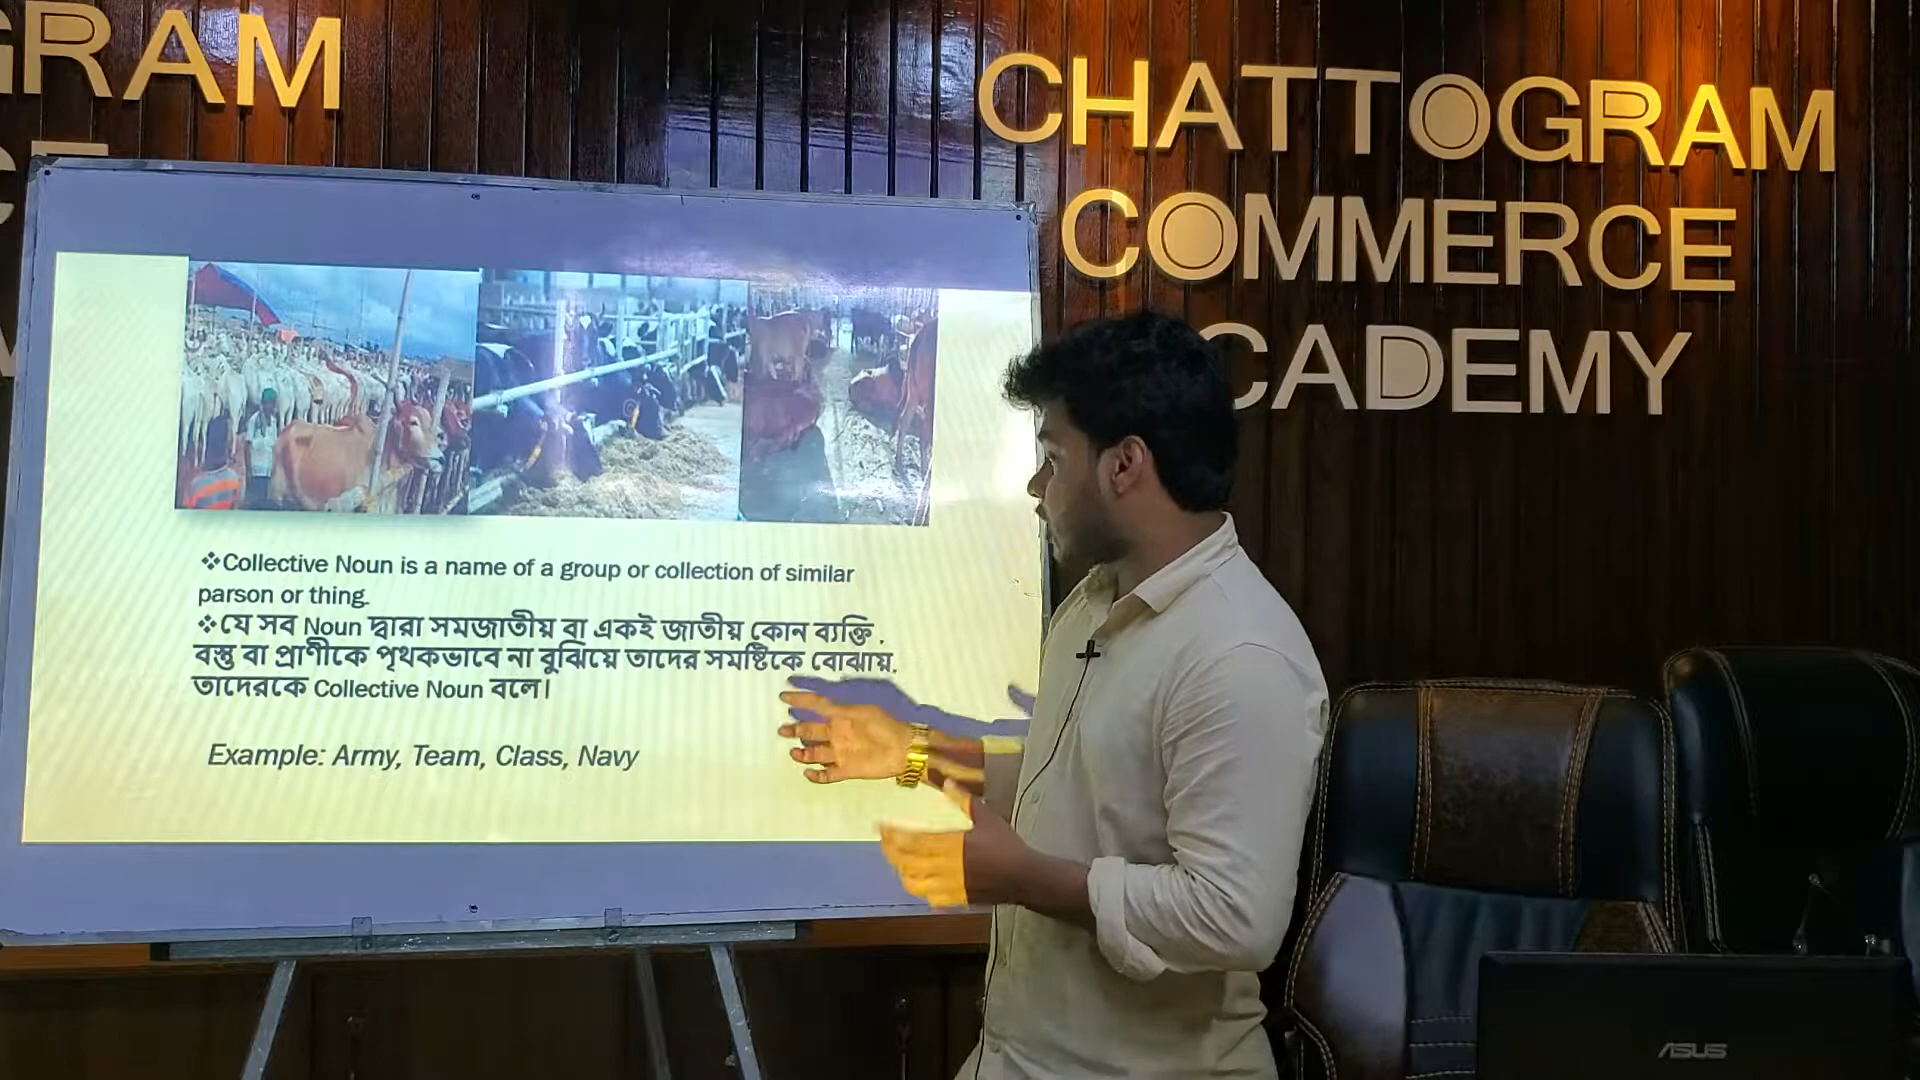 GRAM
CHATTOGRAM
COMMERCE
CADEMY
❖Collective Noun is a name of a group or collection of similar
parson or thing.
❖যে সব Noun দ্বারা সমজাতীয় বা একই জাতীয় কোন ব্যক্তি .
বস্তু বা প্রাণীকে পৃথকভাবে না বুঝিয়ে তাদের সমষ্টিকে বোঝায়.
তাদেরকে Collective Noun বলে।
Example: Army, Team, Class, Navy
ASUS